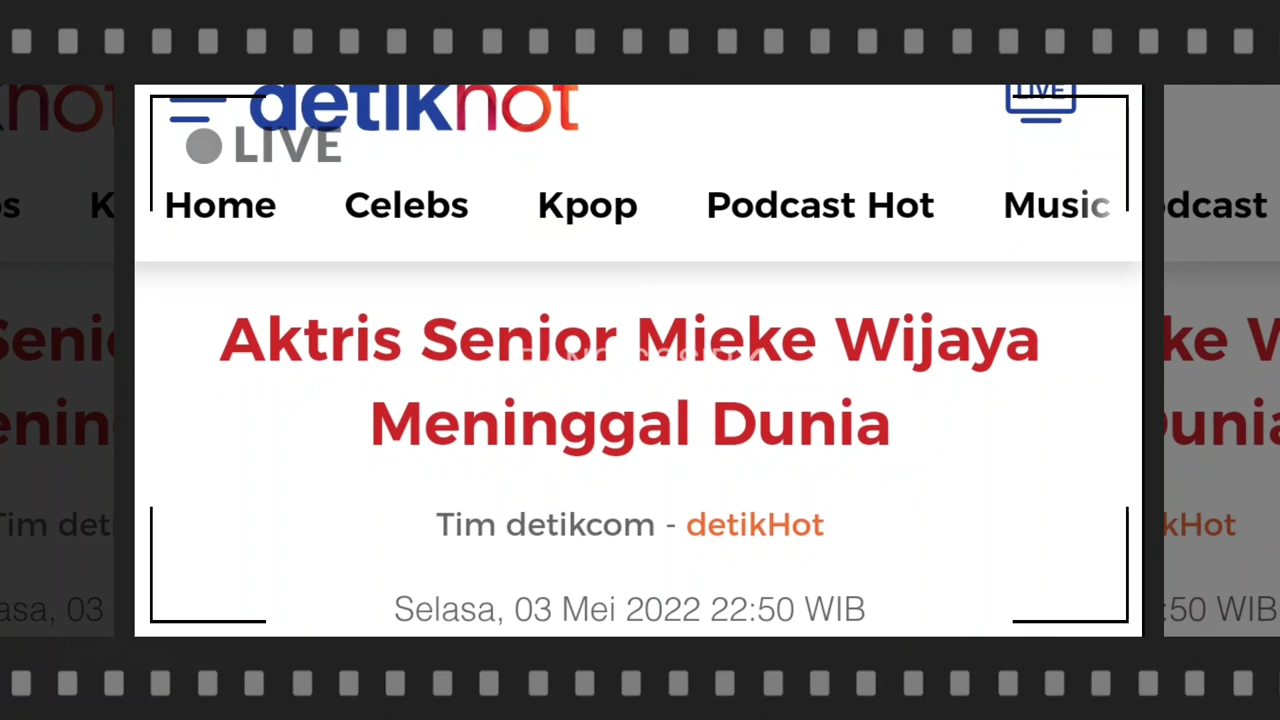 detikhot
LIVE
LIVE
Home Celebs Kpop Podcast Hot Music
Aktris Senior Mieke Wijaya
Meninggal Dunia
Tim detikcom - detikHot
Selasa, 03 Mei 2022 22:50 WIB